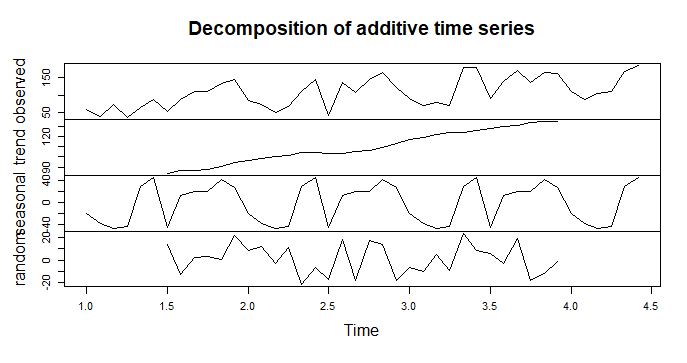 Decomposition of additive time series
observed
50
150
trend
90
120
seasonal
-40
0
40
random
-20
0
20
1.0 1.5 2.0 2.5 3.0 3.5 4.0 4.5
Time